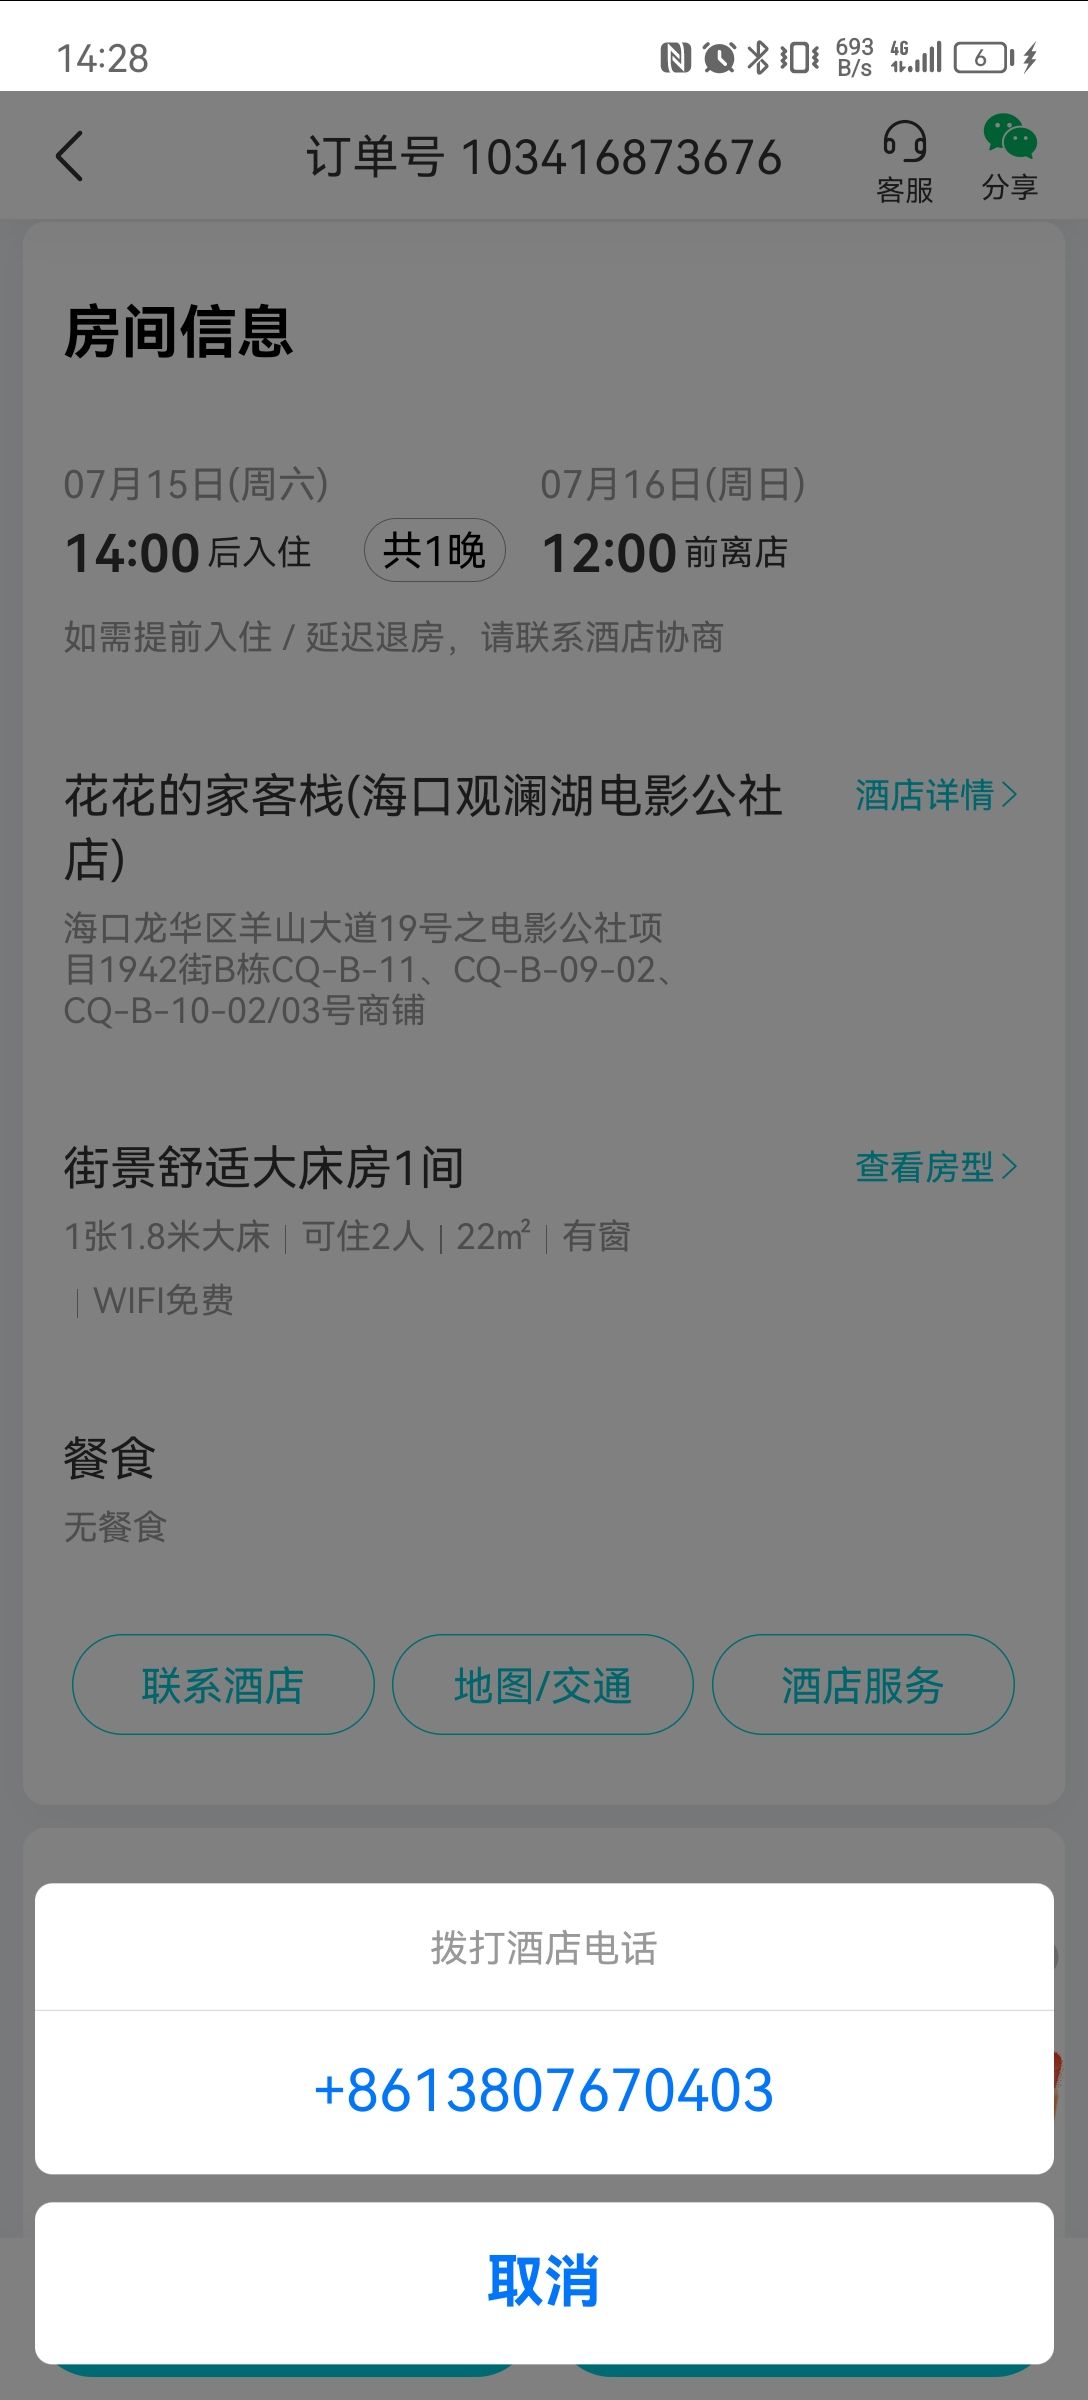 14:28
693 B/s
4G
6
订单号 103416873676
客服
分享
房间信息
07月15日(周六)
07月16日(周日)
14:00后入住
共1晚
12:00前离店
如需提前入住 / 延迟退房，请联系酒店协商
花花的家客栈(海口观澜湖电影公社
店)
酒店详情
海口龙华区羊山大道19号之电影公社项
目1942街B栋CQ-B-11、CQ-B-09-02、
CQ-B-10-02/03号商铺
街景舒适大床房1间
查看房型
1张1.8米大床 | 可住2人 | 22㎡ | 有窗
| WIFI免费
餐食
无餐食
联系酒店
地图/交通
酒店服务
拨打酒店电话
+8613807670403
取消